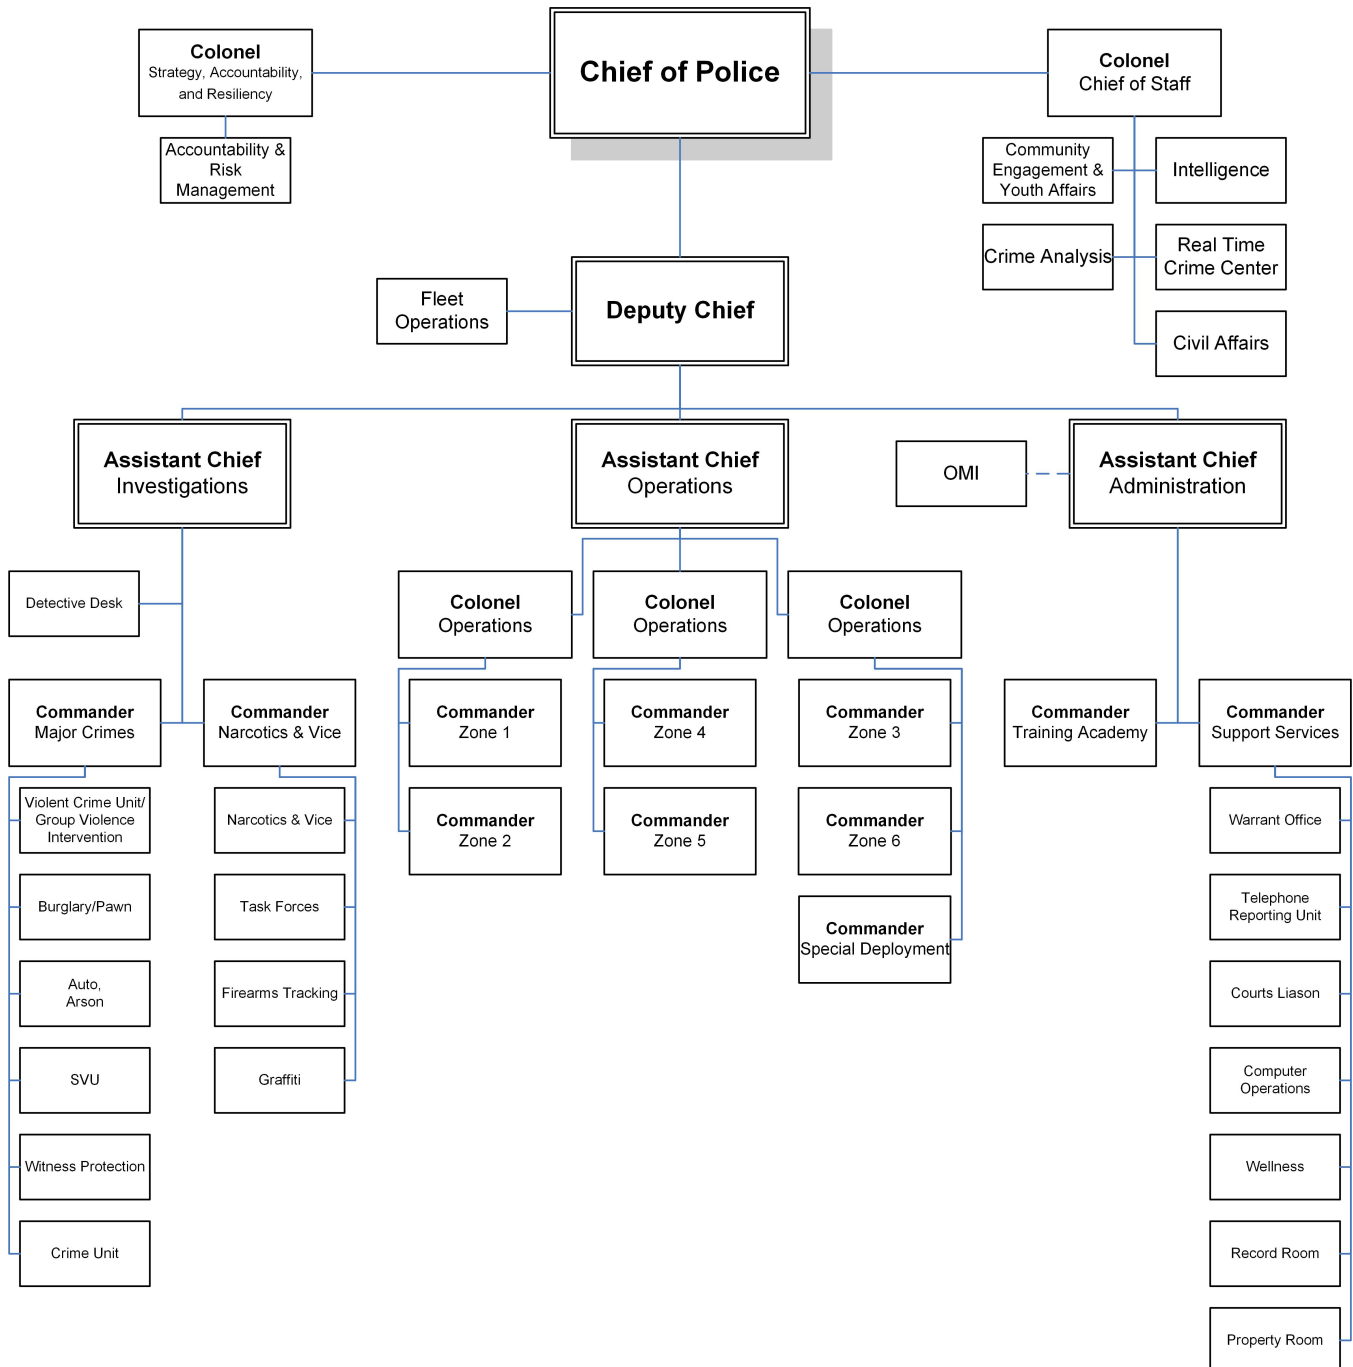 Colonel
Strategy, Accountability,
and Resiliency
Accountability &
Risk
Management
Chief of Police
Colonel
Chief of Staff
Community
Engagement &
Youth Affairs
Intelligence
Crime Analysis
Real Time
Crime Center
Civil Affairs
Fleet
Operations
Deputy Chief
Assistant Chief
Investigations
Assistant Chief
Operations
OMI
Assistant Chief
Administration
Detective Desk
Commander
Major Crimes
Commander
Narcotics & Vice
Violent Crime Unit/
Group Violence
Intervention
Burglary/Pawn
Auto,
Arson
SVU
Witness Protection
Crime Unit
Narcotics & Vice
Task Forces
Firearms Tracking
Graffiti
Colonel
Operations
Commander
Zone 1
Commander
Zone 2
Colonel
Operations
Commander
Zone 4
Commander
Zone 5
Colonel
Operations
Commander
Zone 3
Commander
Zone 6
Commander
Special Deployment
Commander
Training Academy
Commander
Support Services
Warrant Office
Telephone
Reporting Unit
Courts Liason
Computer
Operations
Wellness
Record Room
Property Room